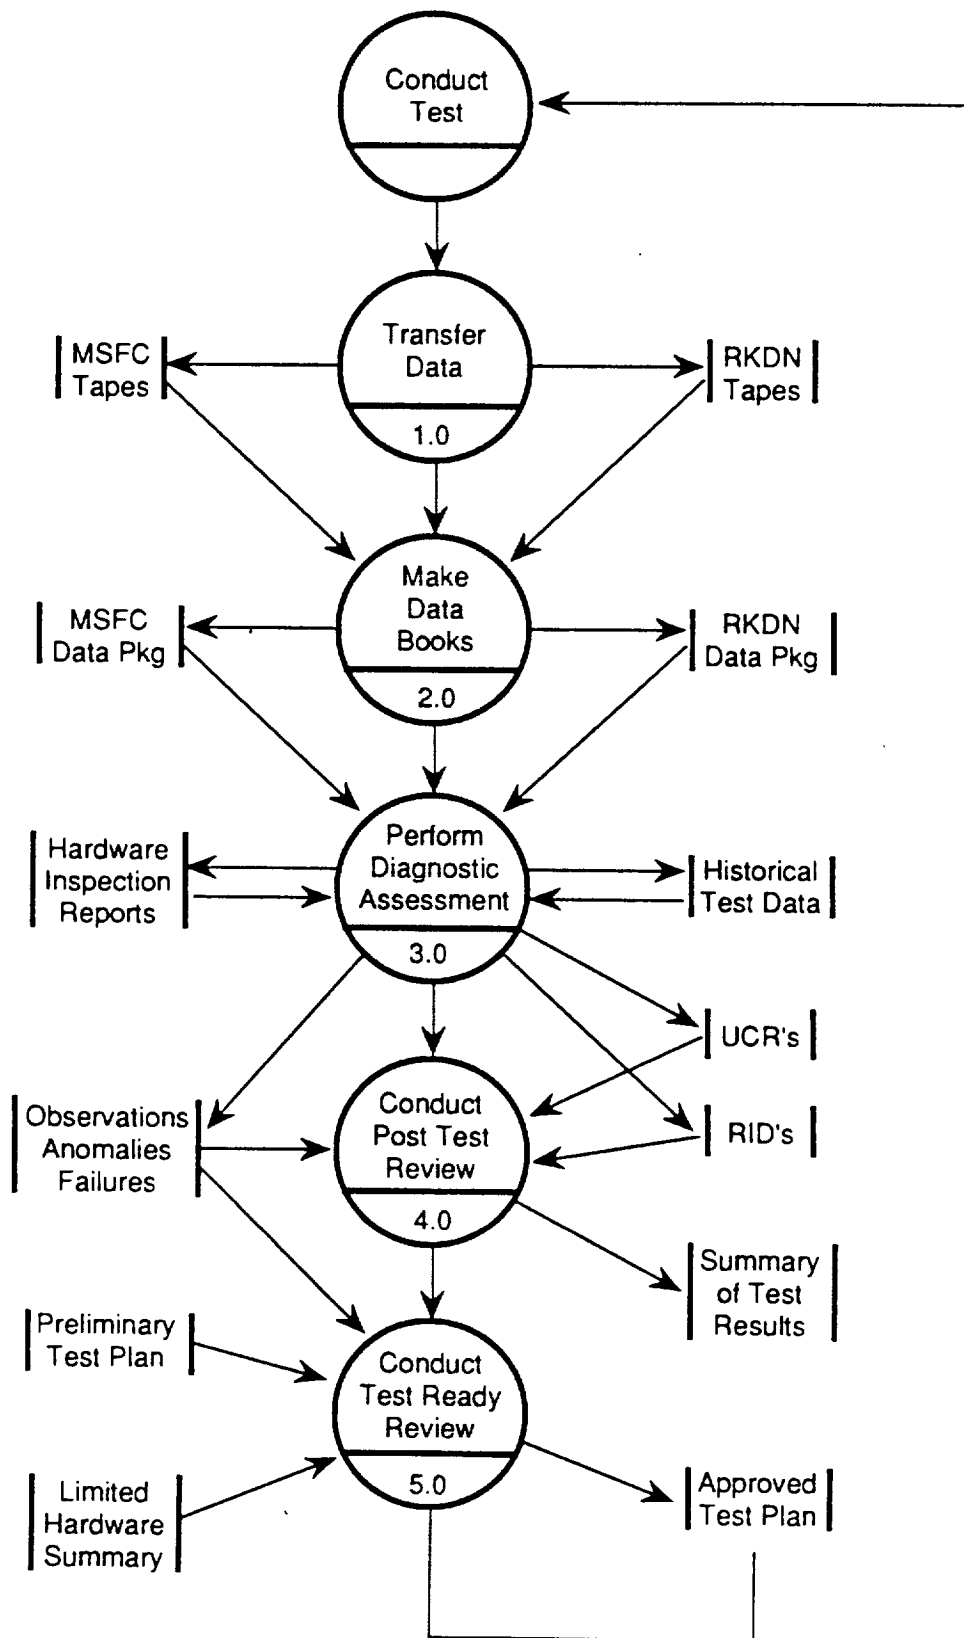 Conduct
Test
Transfer
Data
1.0
MSFC
Tapes
RKDN
Tapes
Make
Data
Books
2.0
MSFC
Data Pkg
RKDN
Data Pkg
Perform
Diagnostic
Assessment
3.0
Hardware
Inspection
Reports
Historical
Test Data
UCR's
RID's
Observations
Anomalies
Failures
Conduct
Post Test
Review
4.0
Summary
of Test
Results
Preliminary
Test Plan
Conduct
Test Ready
Review
5.0
Limited
Hardware
Summary
Approved
Test Plan